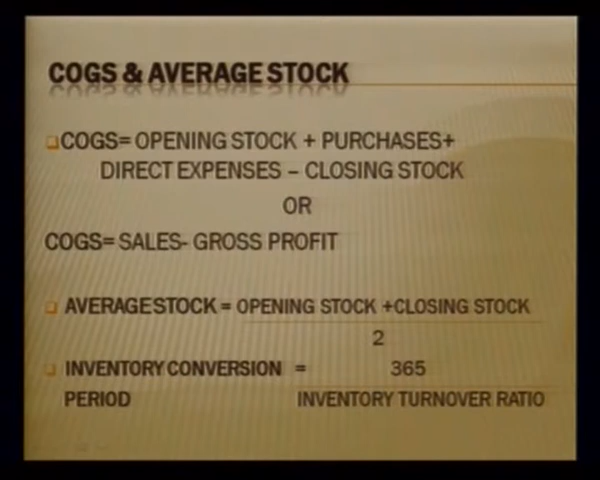 COGS & AVERAGE STOCK
COGS= OPENING STOCK + PURCHASES+
DIRECT EXPENSES – CLOSING STOCK
OR
COGS= SALES- GROSS PROFIT
AVERAGE STOCK = OPENING STOCK +CLOSING STOCK
2
INVENTORY CONVERSION = 365
PERIOD INVENTORY TURNOVER RATIO